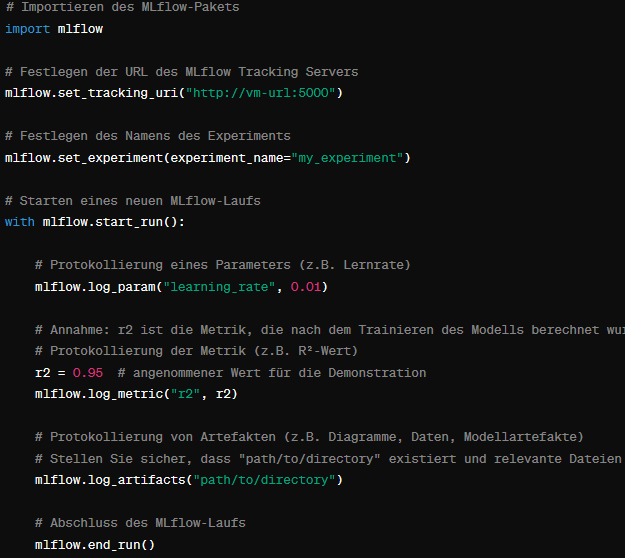 # Importieren des MLflow-Pakets
import mlflow
# Festlegen der URL des MLflow Tracking Servers
mlflow.set_tracking_uri("http://vm-url:5000")
# Festlegen des Namens des Experiments
mlflow.set_experiment(experiment_name="my_experiment")
# Starten eines neuen MLflow-Laufs
with mlflow.start_run():
# Protokollierung eines Parameters (z.B. Lernrate)
mlflow.log_param("learning_rate", 0.01)
# Annahme: r2 ist die Metrik, die nach dem Trainieren des Modells berechnet
# Protokollierung der Metrik (z.B. R²-Wert)
r2 = 0.95 # angenommener Wert für die Demonstration
mlflow.log_metric("r2", r2)
# Protokollierung von Artefakten (z.B. Diagramme, Daten, Modellartefakte)
# Stellen Sie sicher, dass "path/to/directory" existiert und relevante Dateien
mlflow.log_artifacts("path/to/directory")
# Abschluss des MLflow-Laufs
mlflow.end_run()